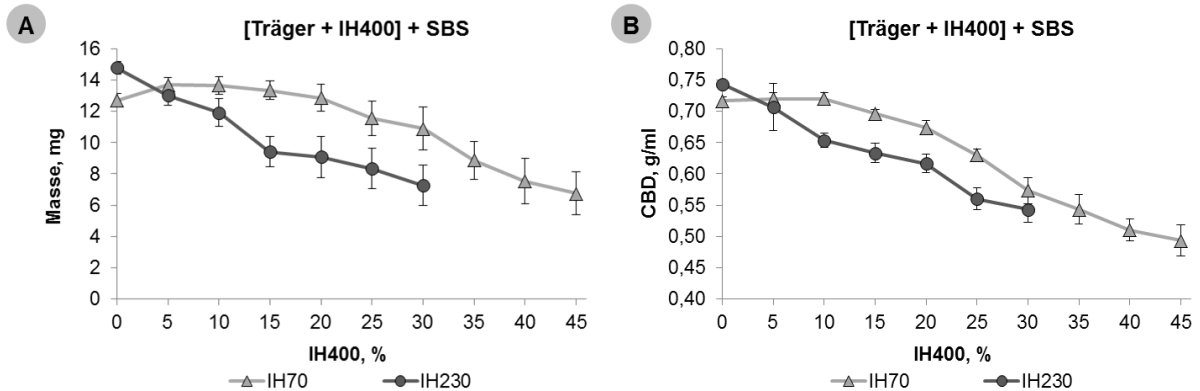 A
[Träger + IH400] + SBS
Masse, mg
16
14
12
10
8
6
4
2
0
0 5 10 15 20 25 30 35 40 45
IH400, %
IH70 IH230
B
[Träger + IH400] + SBS
CBD, g/ml
0,80
0,75
0,70
0,65
0,60
0,55
0,50
0,45
0,40
0 5 10 15 20 25 30 35 40 45
IH400, %
IH70 IH230